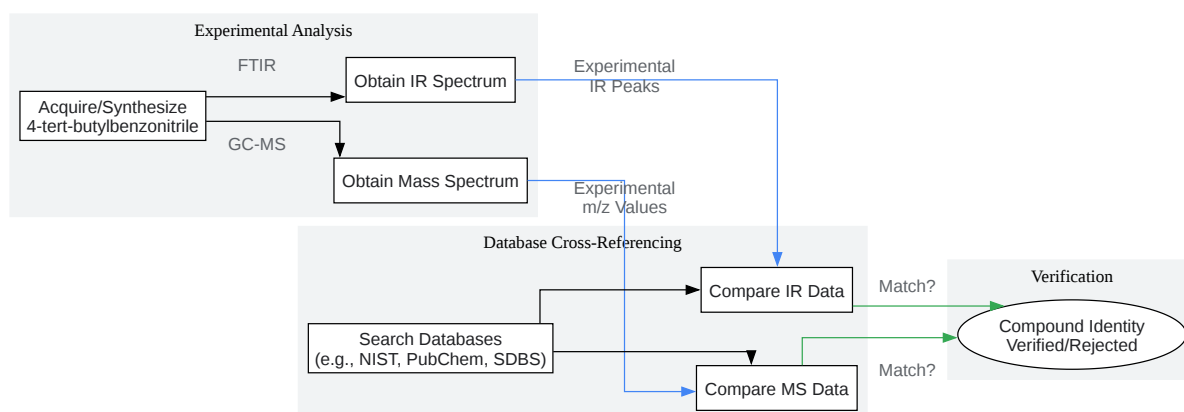 Experimental Analysis
FTIR
Obtain IR Spectrum
Experimental
IR Peaks
Acquire/Synthesize
4-tert-butylbenzonitrile
GC-MS
Obtain Mass Spectrum
Experimental
m/z Values
Database Cross-Referencing
Compare IR Data
Match?
Verification
Search Databases
(e.g., NIST, PubChem, SDBS)
Compound Identity
Verified/Rejected
Compare MS Data
Match?